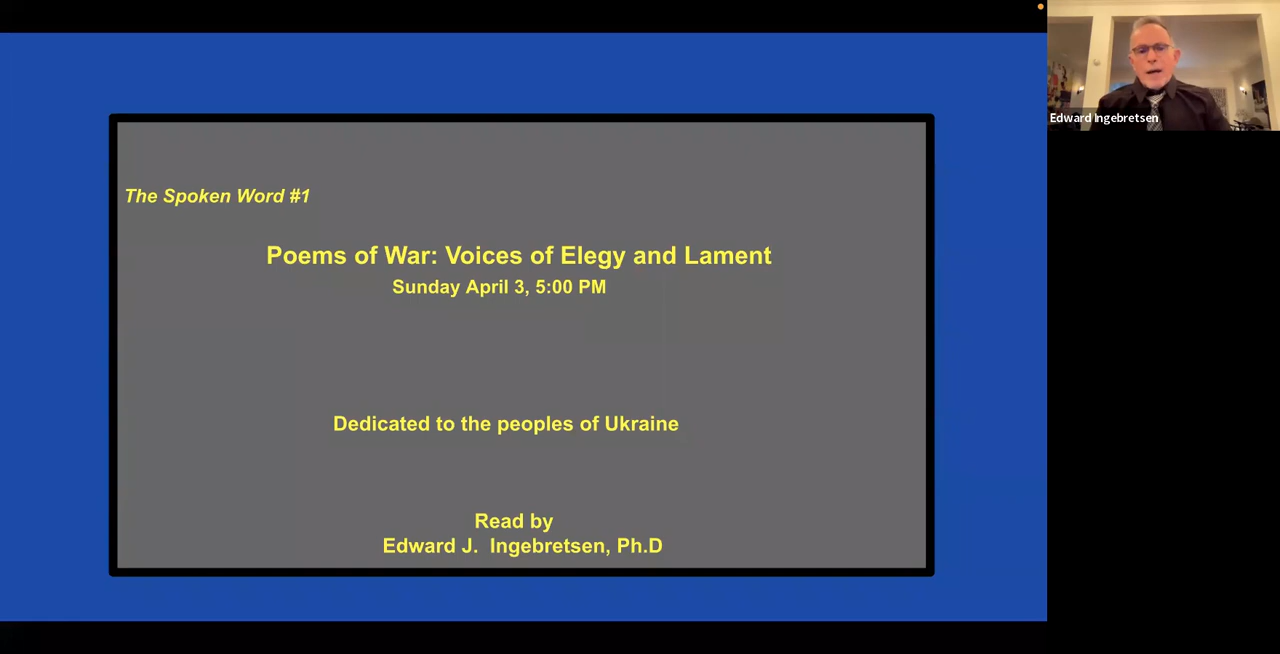 The Spoken Word #1
Poems of War: Voices of Elegy and Lament
Sunday April 3, 5:00 PM
Dedicated to the peoples of Ukraine
Read by
Edward J. Ingebretsen, Ph.D
Edward Ingebretsen